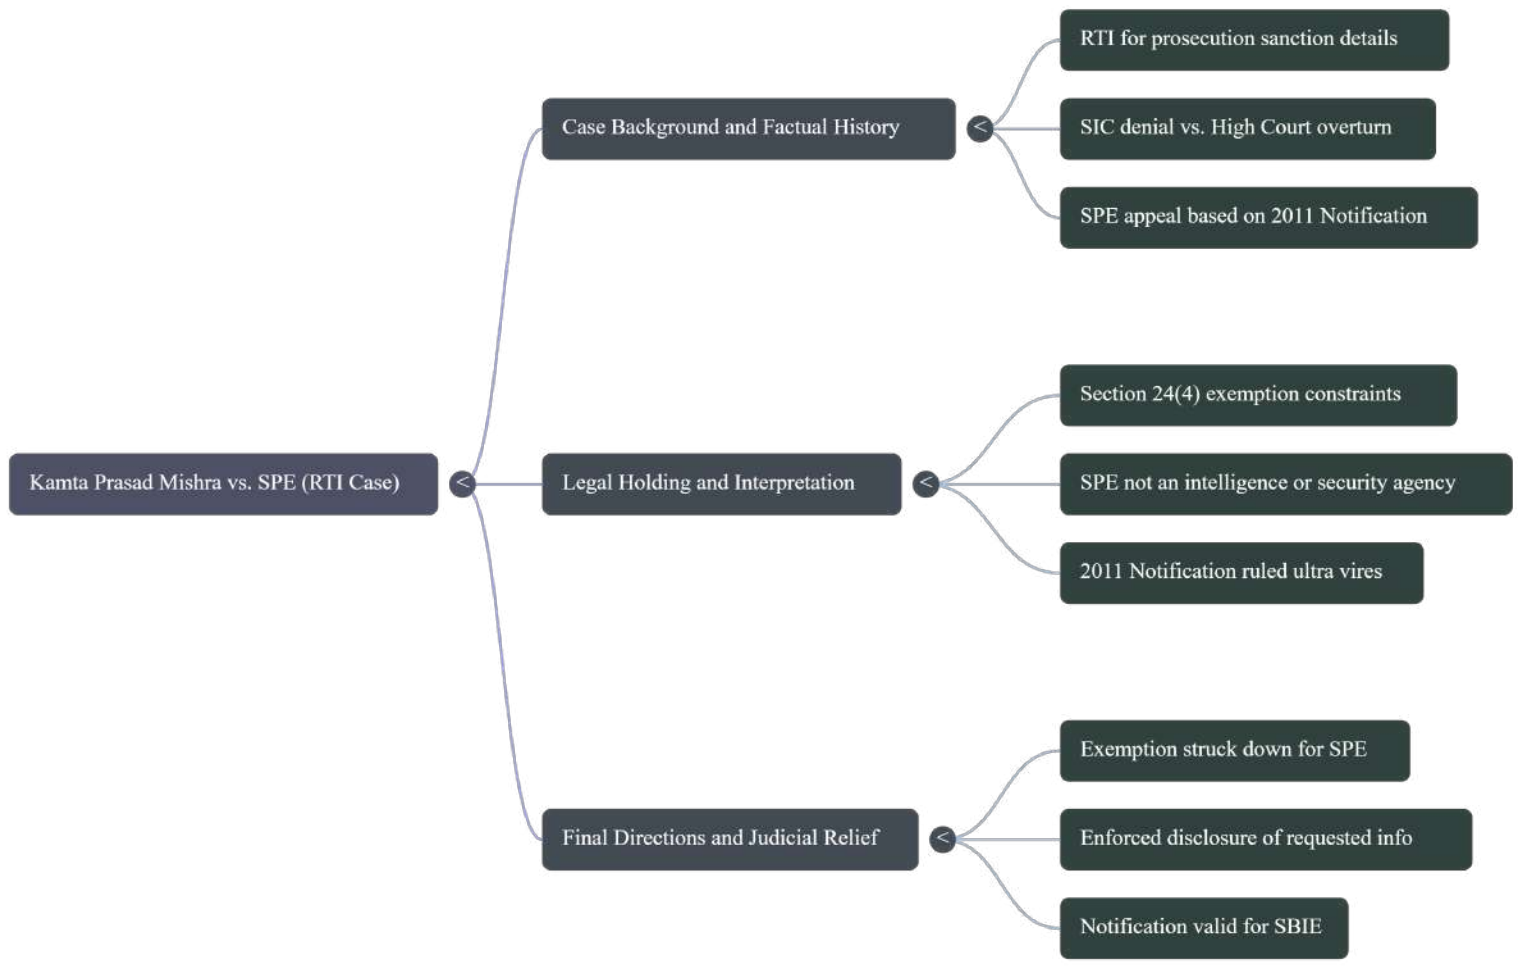 Kamta Prasad Mishra vs. SPE (RTI Case)
Case Background and Factual History
RTI for prosecution sanction details
SIC denial vs. High Court overturn
SPE appeal based on 2011 Notification
Legal Holding and Interpretation
Section 24(4) exemption constraints
SPE not an intelligence or security agency
2011 Notification ruled ultra vires
Final Directions and Judicial Relief
Exemption struck down for SPE
Enforced disclosure of requested info
Notification valid for SBIE